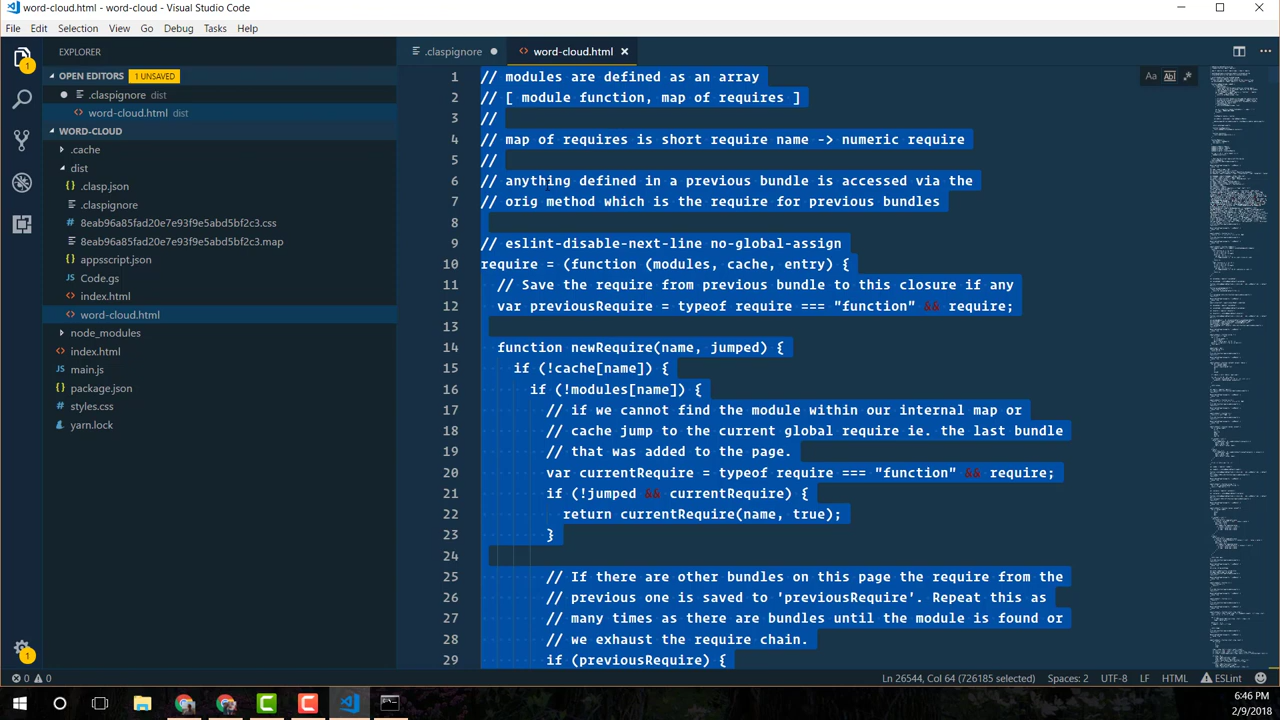 word-cloud.html - word-cloud - Visual Studio Code
File Edit Selection View Go Debug Tasks Help
EXPLORER
.claspignore
word-cloud.html
OPEN EDITORS 1 UNSAVED
.claspignore dist
word-cloud.html dist
WORD-CLOUD
.cache
dist
.clasp.json
.claspignore
8eab96a85fad20e7e93f9e5abd5bf2c3.css
8eab96a85fad20e7e93f9e5abd5bf2c3.map
appsscript.json
Code.gs
index.html
word-cloud.html
node_modules
index.html
main.js
package.json
styles.css
yarn.lock
1 // modules are defined as an array
2 // [ module function, map of requires ]
3 //
4 // map of requires is short require name -> numeric require
5 //
6 // anything defined in a previous bundle is accessed via the
7 // orig method which is the require for previous bundles
8
9 // eslint-disable-next-line no-global-assign
10 require = (function (modules, cache, entry) {
11 // Save the require from previous bundle to this closure if any
12 var previousRequire = typeof require === "function" && require;
13
14 function newRequire(name, jumped) {
15 if (!cache[name]) {
16 if (!modules[name]) {
17 // if we cannot find the module within our internal map or
18 // cache jump to the current global require ie. the last bundle
19 // that was added to the page.
20 var currentRequire = typeof require === "function" && require;
21 if (!jumped && currentRequire) {
22 return currentRequire(name, true);
23 }
24
25 // If there are other bundles on this page the require from the
26 // previous one is saved to 'previousRequire'. Repeat this as
27 // many times as there are bundles until the module is found or
28 // we exhaust the require chain.
29 if (previousRequire) {
Aa Abl .*
0 0
Ln 26544, Col 64 (726185 selected) Spaces: 2 UTF-8 LF HTML ESLint
6:46 PM
2/9/2018